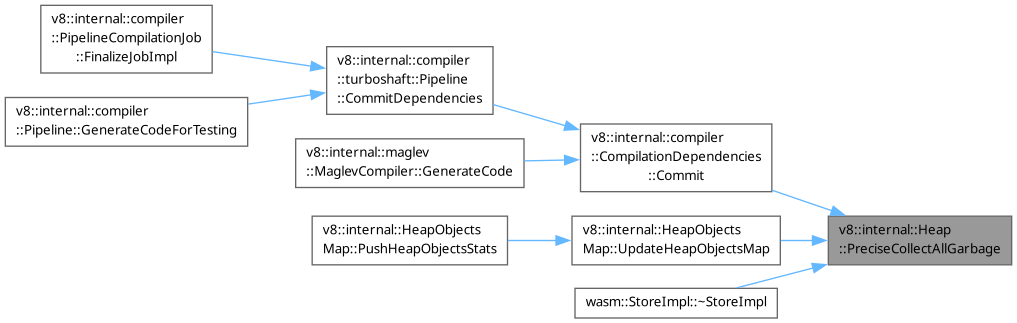 v8::internal::compiler
::PipelineCompilationJob
::FinalizeJobImpl
v8::internal::compiler
::Pipeline::GenerateCodeForTesting
v8::internal::compiler
::turboshaft::Pipeline
::CommitDependencies
v8::internal::maglev
::MaglevCompiler::GenerateCode
v8::internal::compiler
::CompilationDependencies
::Commit
v8::internal::HeapObjects
Map::PushHeapObjectsStats
v8::internal::HeapObjects
Map::UpdateHeapObjectsMap
wasm::StoreImpl::~StoreImpl
v8::internal::Heap
::PreciseCollectAllGarbage